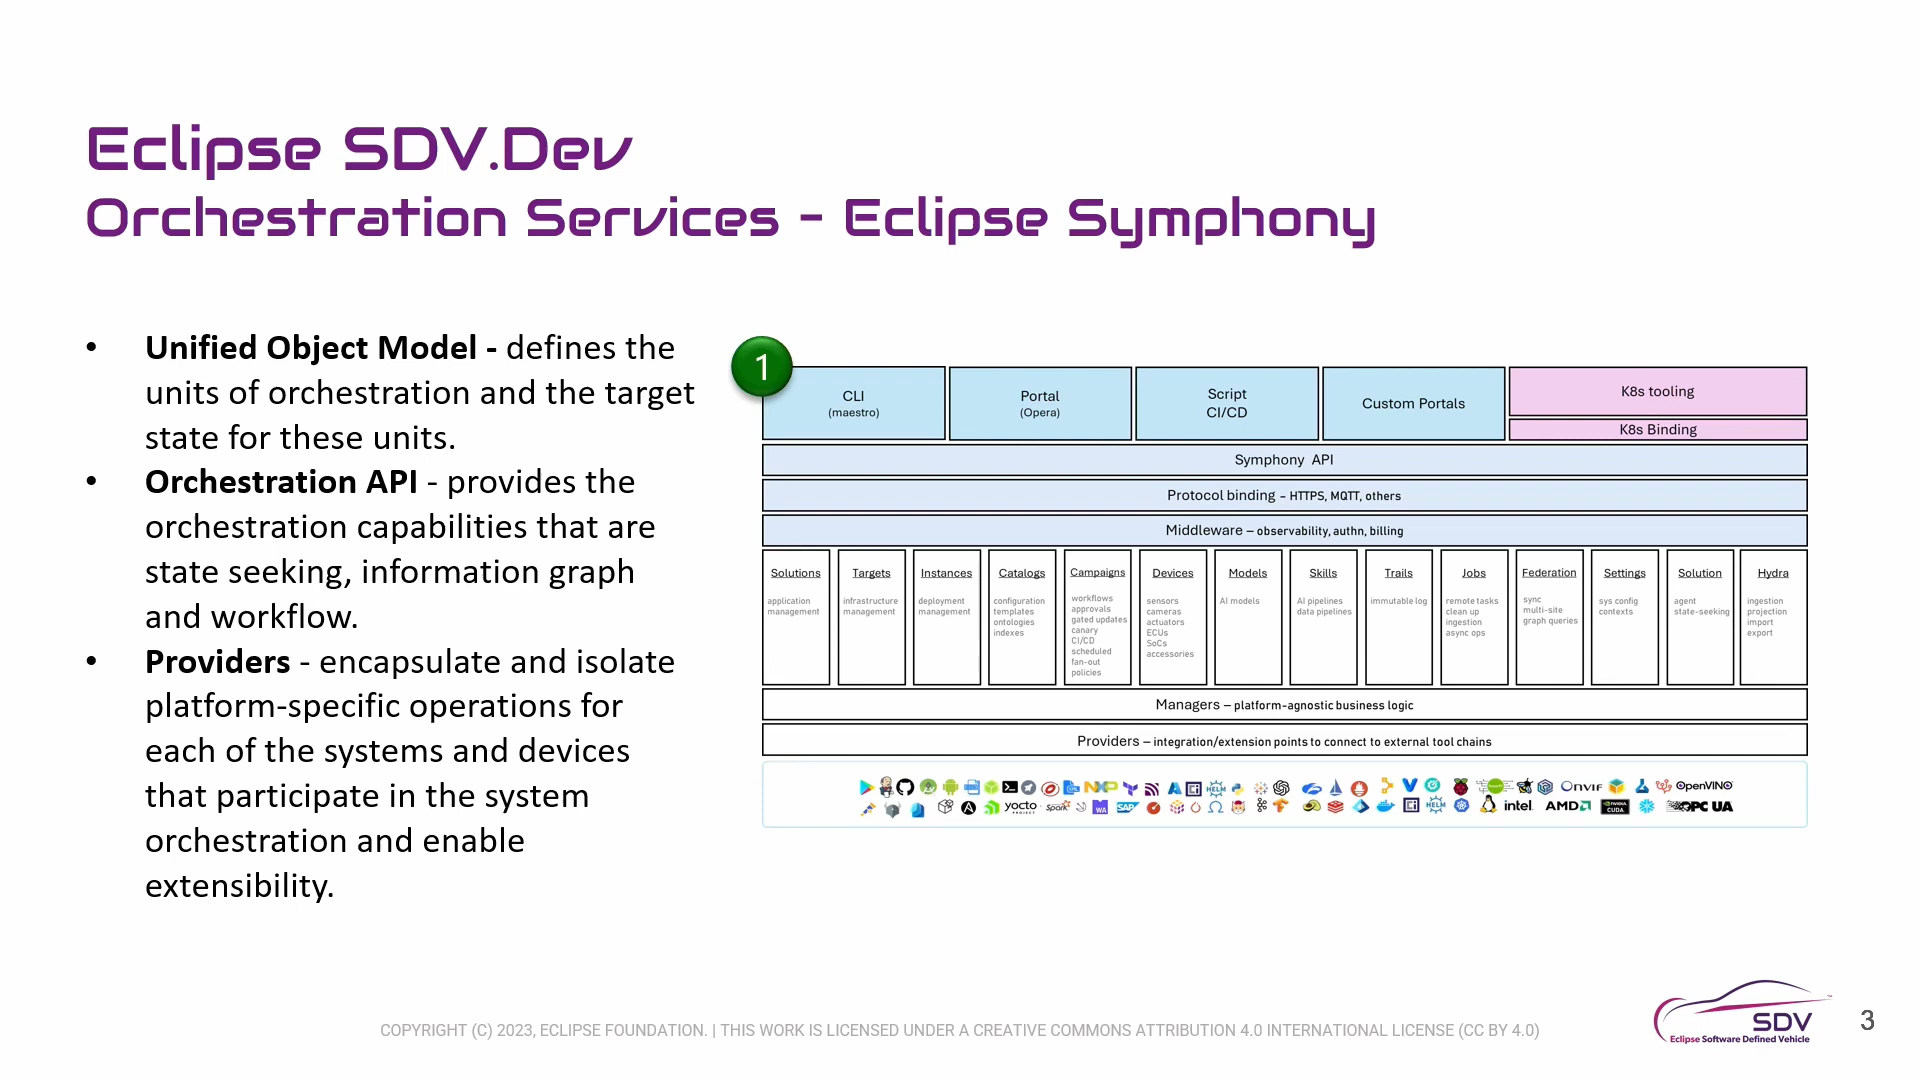 Eclipse SDV.Dev
Orchestration Services - Eclipse Symphony
• Unified Object Model - defines the
units of orchestration and the target
state for these units.
• Orchestration API - provides the
orchestration capabilities that are
state seeking, information graph
and workflow.
• Providers - encapsulate and isolate
platform-specific operations for
each of the systems and devices
that participate in the system
orchestration and enable
extensibility.
1
CLI
(maestro)
Portal
(Opera)
Script
CI/CD
Custom Portals
K8s tooling
K8s Binding
Symphony API
Protocol binding - HTTPS, MQTT, others
Middleware – observability, authn, billing
Solutions
application
management
Targets
infrastructure
management
Instances
deployment
management
Catalogs
configuration
templates
ontologies
indexes
Campaigns
workflows
approvals
gated updates
canary
CI/CD
scheduled
fan-out
policies
Devices
sensors
cameras
actuators
ECUs
SoCs
accessories
Models
AI models
Skills
AI pipelines
data pipelines
Trails
immutable log
Jobs
remote tasks
clean up
ingestion
async ops
Federation
sync
multi-site
graph queries
Settings
sys config
contexts
Solution
agent
state-seeking
Hydra
ingestion
projection
import
export
Managers – platform-agnostic business logic
Providers – integration/extension points to connect to external tool chains
NXP HELM ONVIF OpenVINO
yocto PROJECT Spark WA SAP HELM intel AMD NVIDIA CUDA OPC UA
COPYRIGHT (C) 2023, ECLIPSE FOUNDATION. | THIS WORK IS LICENSED UNDER A CREATIVE COMMONS ATTRIBUTION 4.0 INTERNATIONAL LICENSE (CC BY 4.0)
SDV
Eclipse Software Defined Vehicle
3